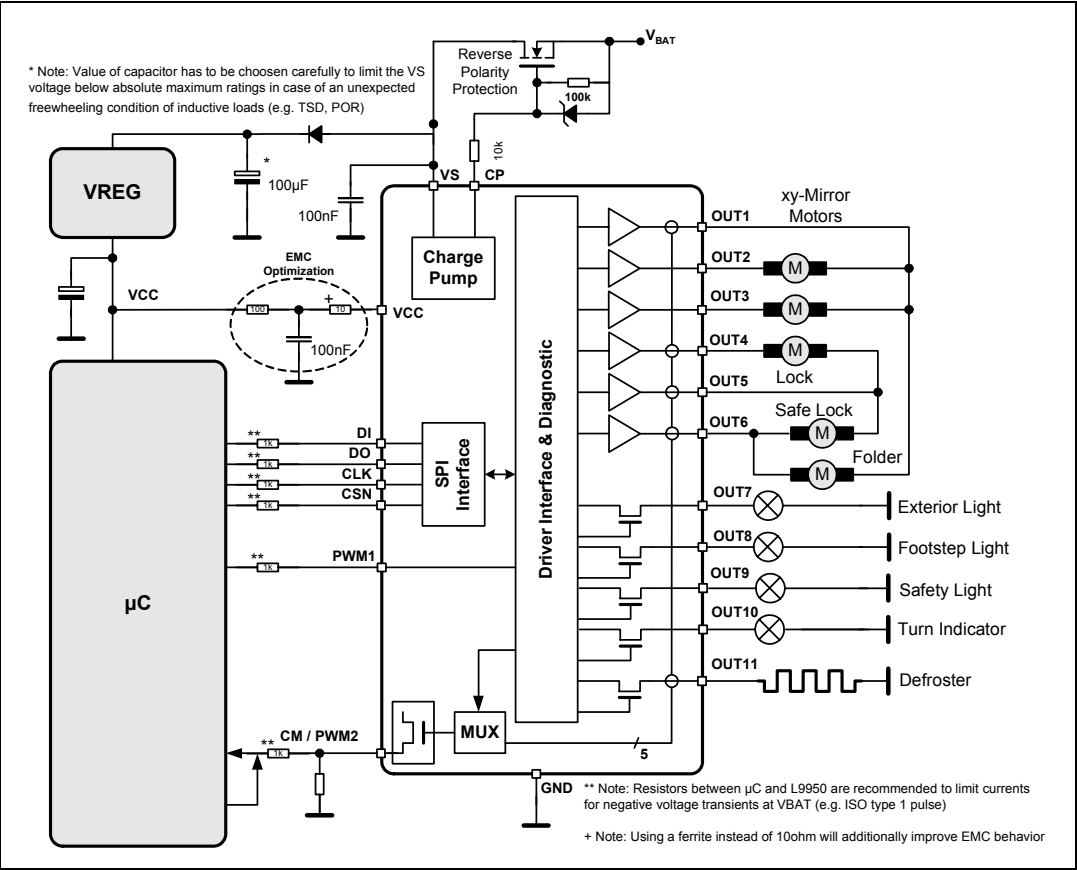 VBAT
Reverse
Polarity
Protection
100k
* Note: Value of capacitor has to be choosen carefully to limit the VS
voltage below absolute maximum ratings in case of an unexpected
freewheeling condition of inductive loads (e.g. TSD, POR)
10k
VREG
*
100µF
100nF
VS
CP
Charge
Pump
EMC
Optimization
VCC
100
+
10
VCC
100nF
Driver Interface & Diagnostic
OUT1
xy-Mirror
Motors
OUT2
M
OUT3
M
OUT4
M
Lock
OUT5
Safe Lock
OUT6
M
Folder
M
µC
** 1k DI
** 1k DO
** 1k CLK
** 1k CSN
SPI
Interface
** 1k PWM1
OUT7
Exterior Light
OUT8
Footstep Light
OUT9
Safety Light
OUT10
Turn Indicator
OUT11
Defroster
** 1k CM / PWM2
MUX
5
GND
** Note: Resistors between µC and L9950 are recommended to limit currents
for negative voltage transients at VBAT (e.g. ISO type 1 pulse)
+ Note: Using a ferrite instead of 10ohm will additionally improve EMC behavior